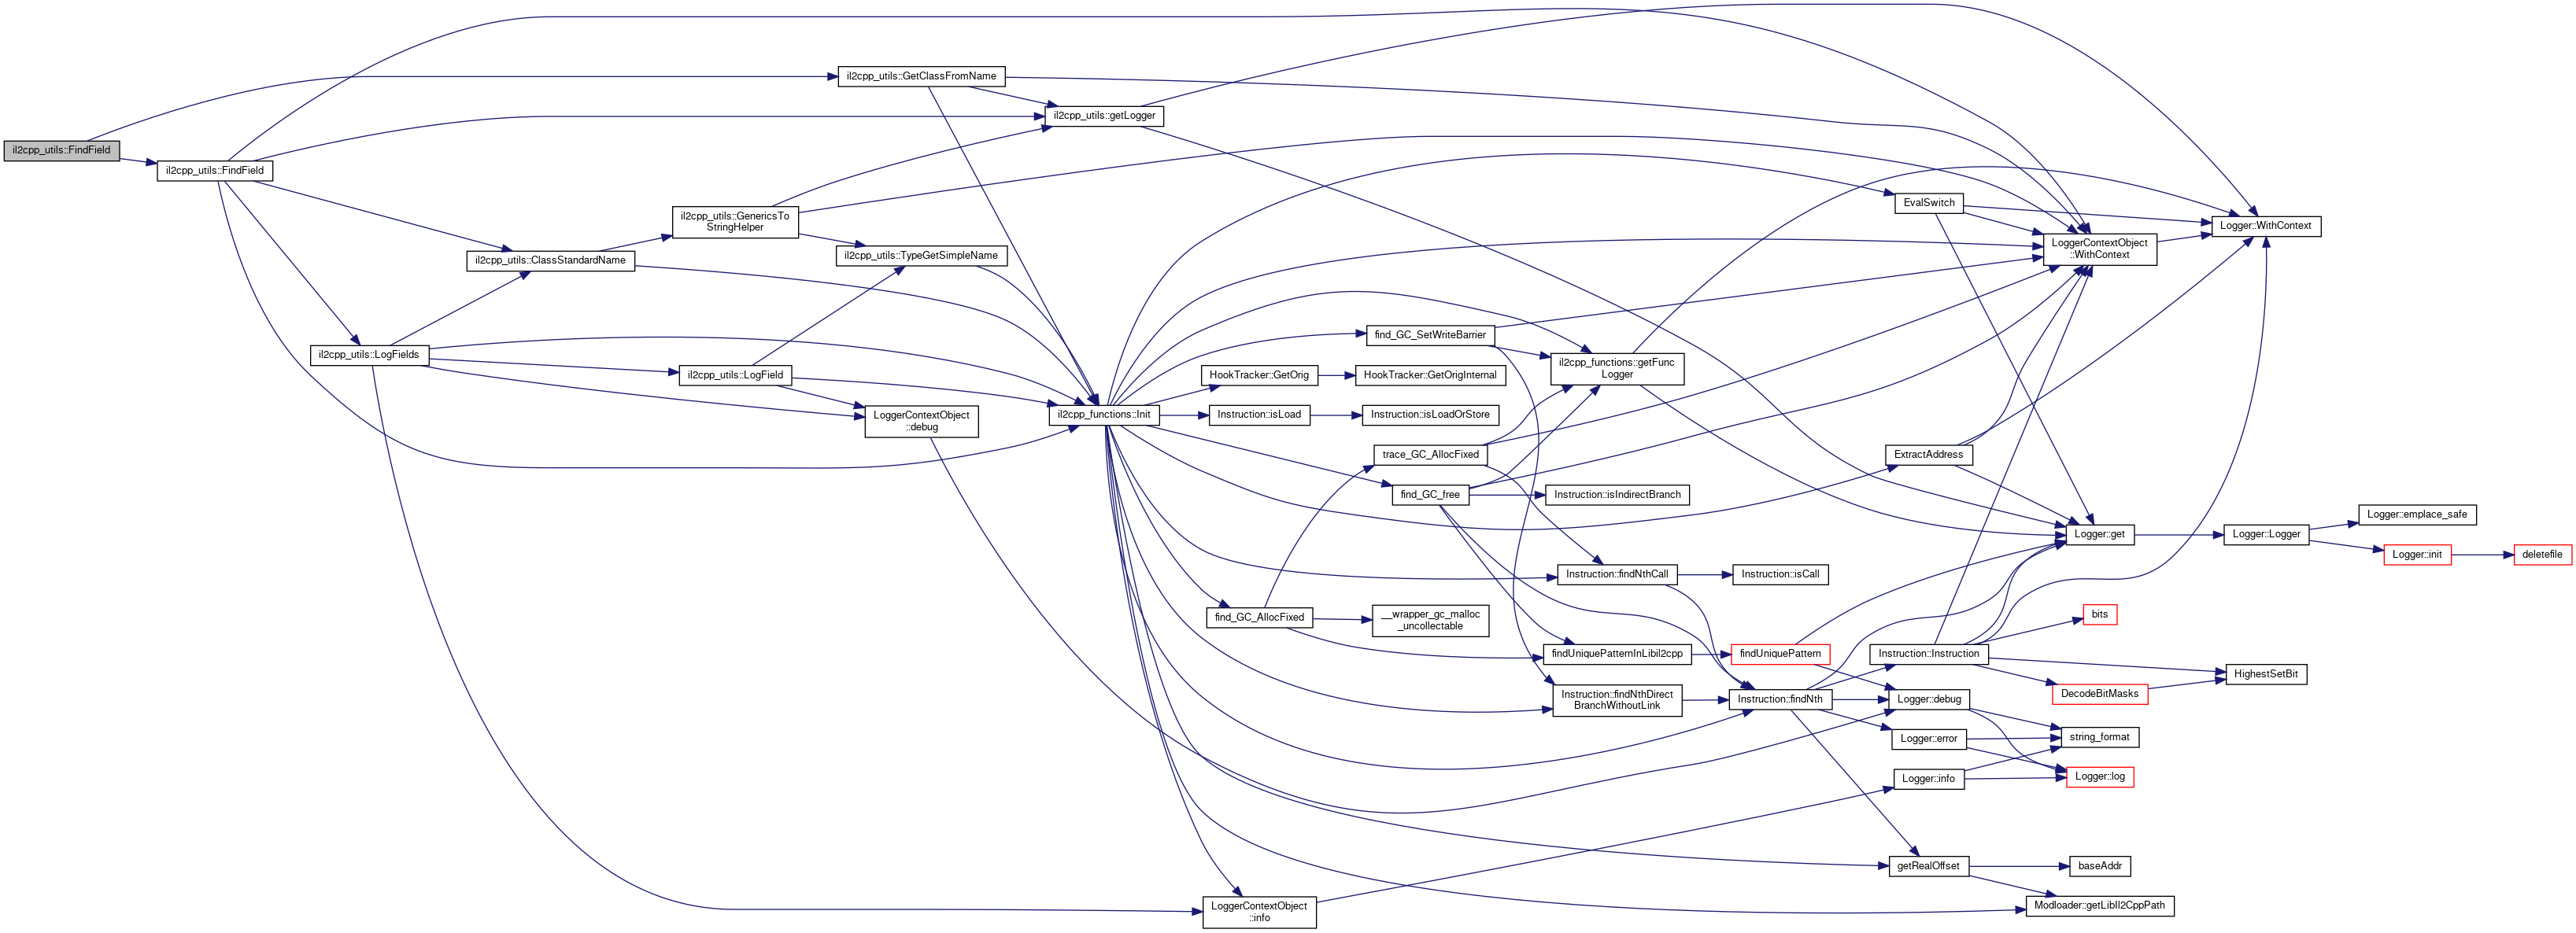 il2cpp_utils::FindField
il2cpp_utils::FindField
il2cpp_utils::GetClassFromName
il2cpp_utils::getLogger
il2cpp_utils::GenericsTo
StringHelper
il2cpp_utils::ClassStandardName
il2cpp_utils::TypeGetSimpleName
il2cpp_utils::LogFields
il2cpp_utils::LogField
LoggerContextObject
::debug
il2cpp_functions::Init
find_GC_SetWriteBarrier
HookTracker::GetOrig
HookTracker::GetOrigInternal
Instruction::isLoad
Instruction::isLoadOrStore
il2cpp_functions::getFunc
Logger
trace_GC_AllocFixed
find_GC_free
Instruction::isIndirectBranch
Instruction::findNthCall
Instruction::isCall
find_GC_AllocFixed
__wrapper_gc_malloc
_uncollectable
findUniquePatternInLibil2cpp
findUniquePattern
Instruction::findNthDirect
BranchWithoutLink
Instruction::findNth
LoggerContextObject
::info
EvalSwitch
LoggerContextObject
::WithContext
Logger::WithContext
ExtractAddress
Logger::get
Logger::Logger
Logger::emplace_safe
Logger::init
deletefile
bits
Instruction::Instruction
HighestSetBit
DecodeBitMasks
Logger::debug
string_format
Logger::error
Logger::info
Logger::log
getRealOffset
baseAddr
Modloader::getLibIl2CppPath